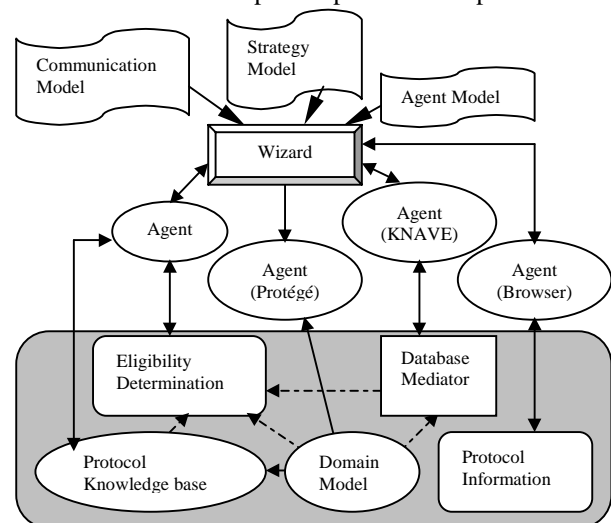 Communication
Model
Strategy
Model
Agent Model
Wizard
Agent
Agent
(Protégé)
Agent
(KNAVE)
Agent
(Browser)
Eligibility
Determination
Database
Mediator
Protocol
Knowledge base
Domain
Model
Protocol
Information